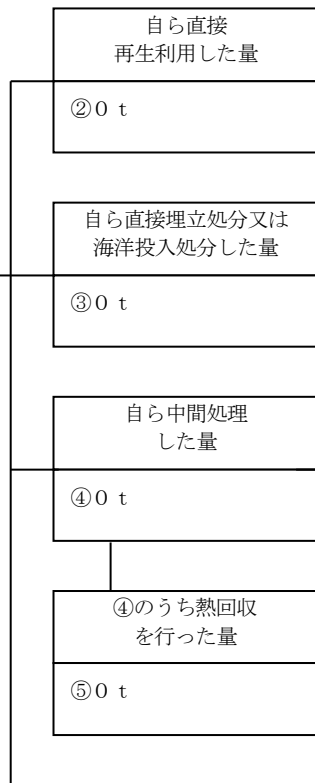 自ら直接
再生利用した量
②0 t
自ら直接埋立処分又は
海洋投入処分した量
③0 t
自ら中間処理
した量
④0 t
④のうち熱回収
を行った量
⑤0 t